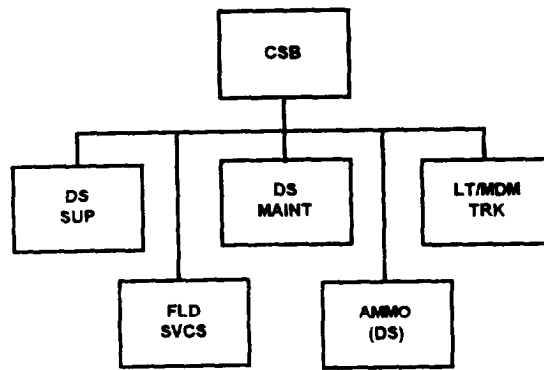 CSB
DS
SUP
DS
MAINT
LT/MDM
TRK
FLD
SVCS
AMMO
(DS)